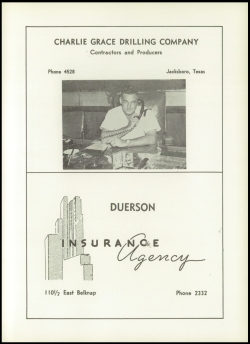 CHARLIE GRACE DRILLING COMPANY
Contractors and Producers
Phone 4528 Jacksboro, Texas
DUERSON
INSURANCE
Agency
110½ East Belknap Phone 2332